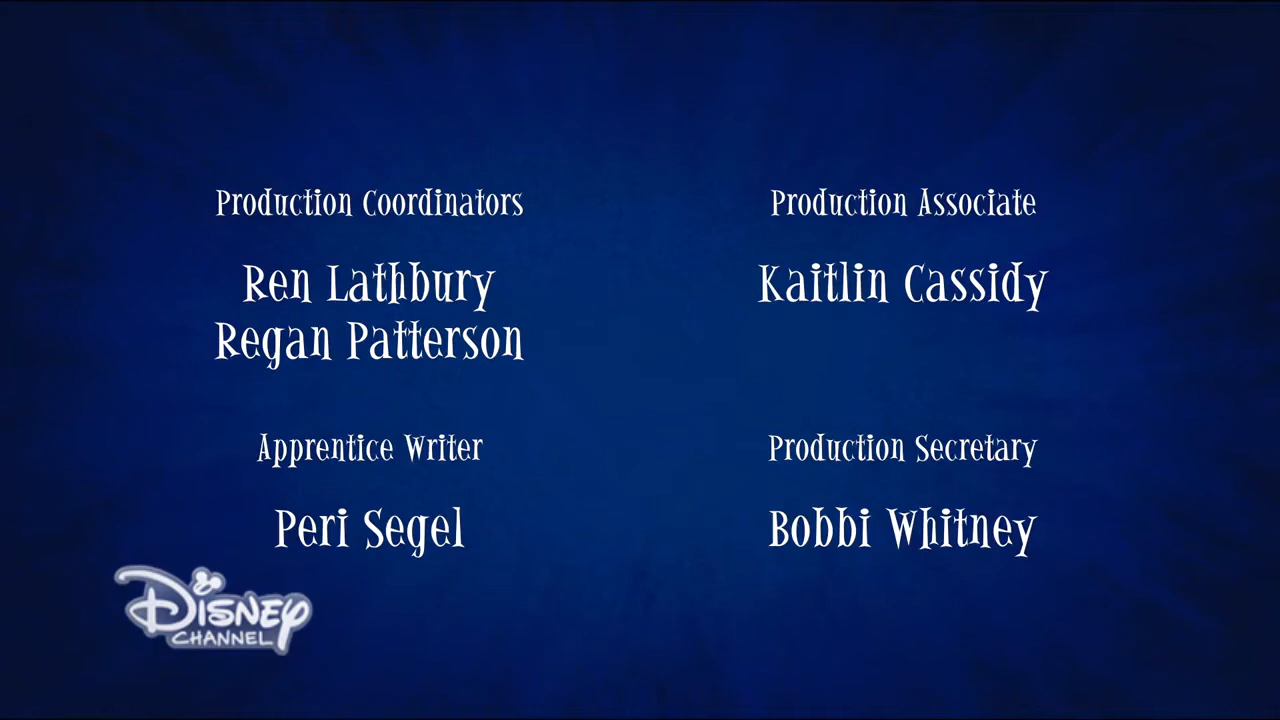 Production Coordinators
Ren Lathbury
Regan Patterson
Production Associate
Kaitlin Cassidy
Apprentice Writer
Peri Segel
Production Secretary
Bobbi Whitney
Disney
Channel